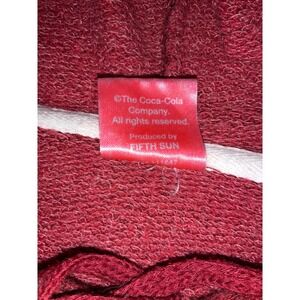 ©The Coca-Cola
Company.
All rights reserved.
Produced by
FIFTH SUN